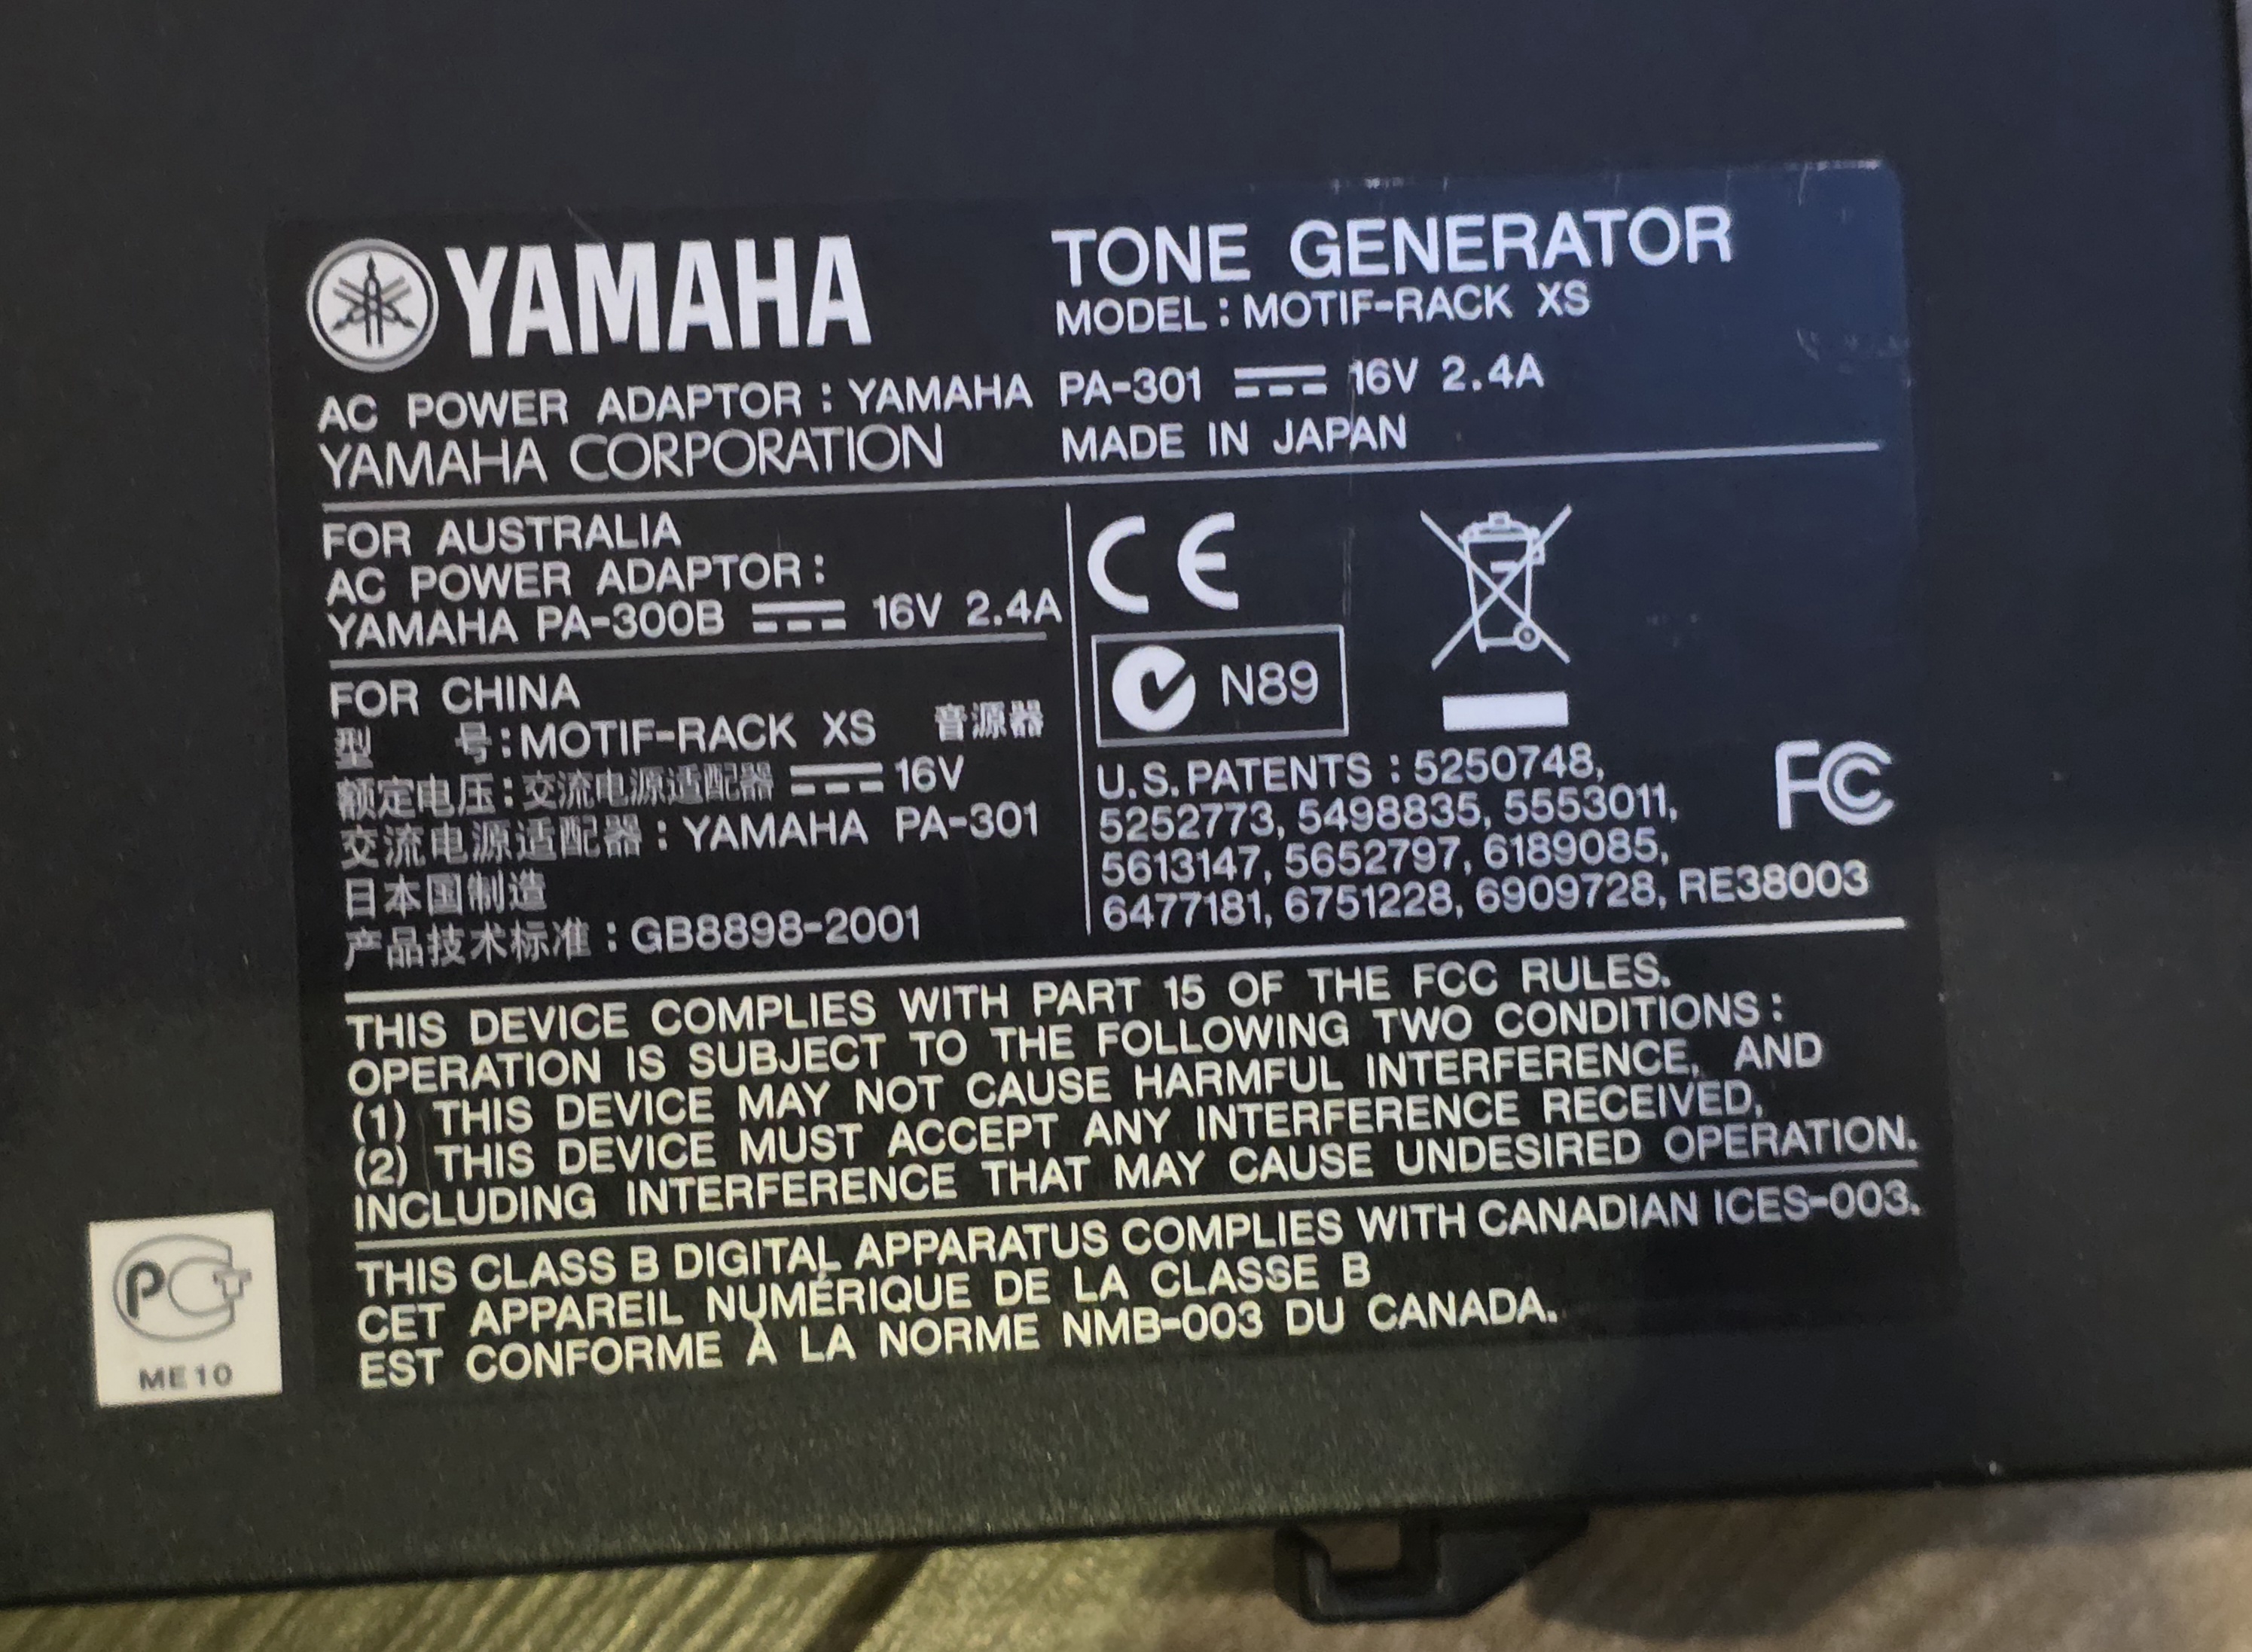 YAMAHA
TONE GENERATOR
MODEL : MOTIF-RACK XS
AC POWER ADAPTOR : YAMAHA PA-301 16V 2.4A
YAMAHA CORPORATION MADE IN JAPAN
FOR AUSTRALIA
AC POWER ADAPTOR :
YAMAHA PA-300B 16V 2.4A
FOR CHINA
型 号:MOTIF-RACK XS 音源器
额定电压:交流电源适配器 16V
交流电源适配器 : YAMAHA PA-301
日本国制造
产品技术标准 : GB8898-2001
CE
N89
U.S.PATENTS : 5250748,
5252773, 5498835, 5553011,
5613147, 5652797, 6189085,
6477181, 6751228, 6909728, RE38003
FC
THIS DEVICE COMPLIES WITH PART 15 OF THE FCC RULES.
OPERATION IS SUBJECT TO THE FOLLOWING TWO CONDITIONS :
(1) THIS DEVICE MAY NOT CAUSE HARMFUL INTERFERENCE, AND
(2) THIS DEVICE MUST ACCEPT ANY INTERFERENCE RECEIVED,
INCLUDING INTERFERENCE THAT MAY CAUSE UNDESIRED OPERATION.
THIS CLASS B DIGITAL APPARATUS COMPLIES WITH CANADIAN ICES-003.
CET APPAREIL NUMÉRIQUE DE LA CLASSE B
EST CONFORME À LA NORME NMB-003 DU CANADA.
PCT
ME10